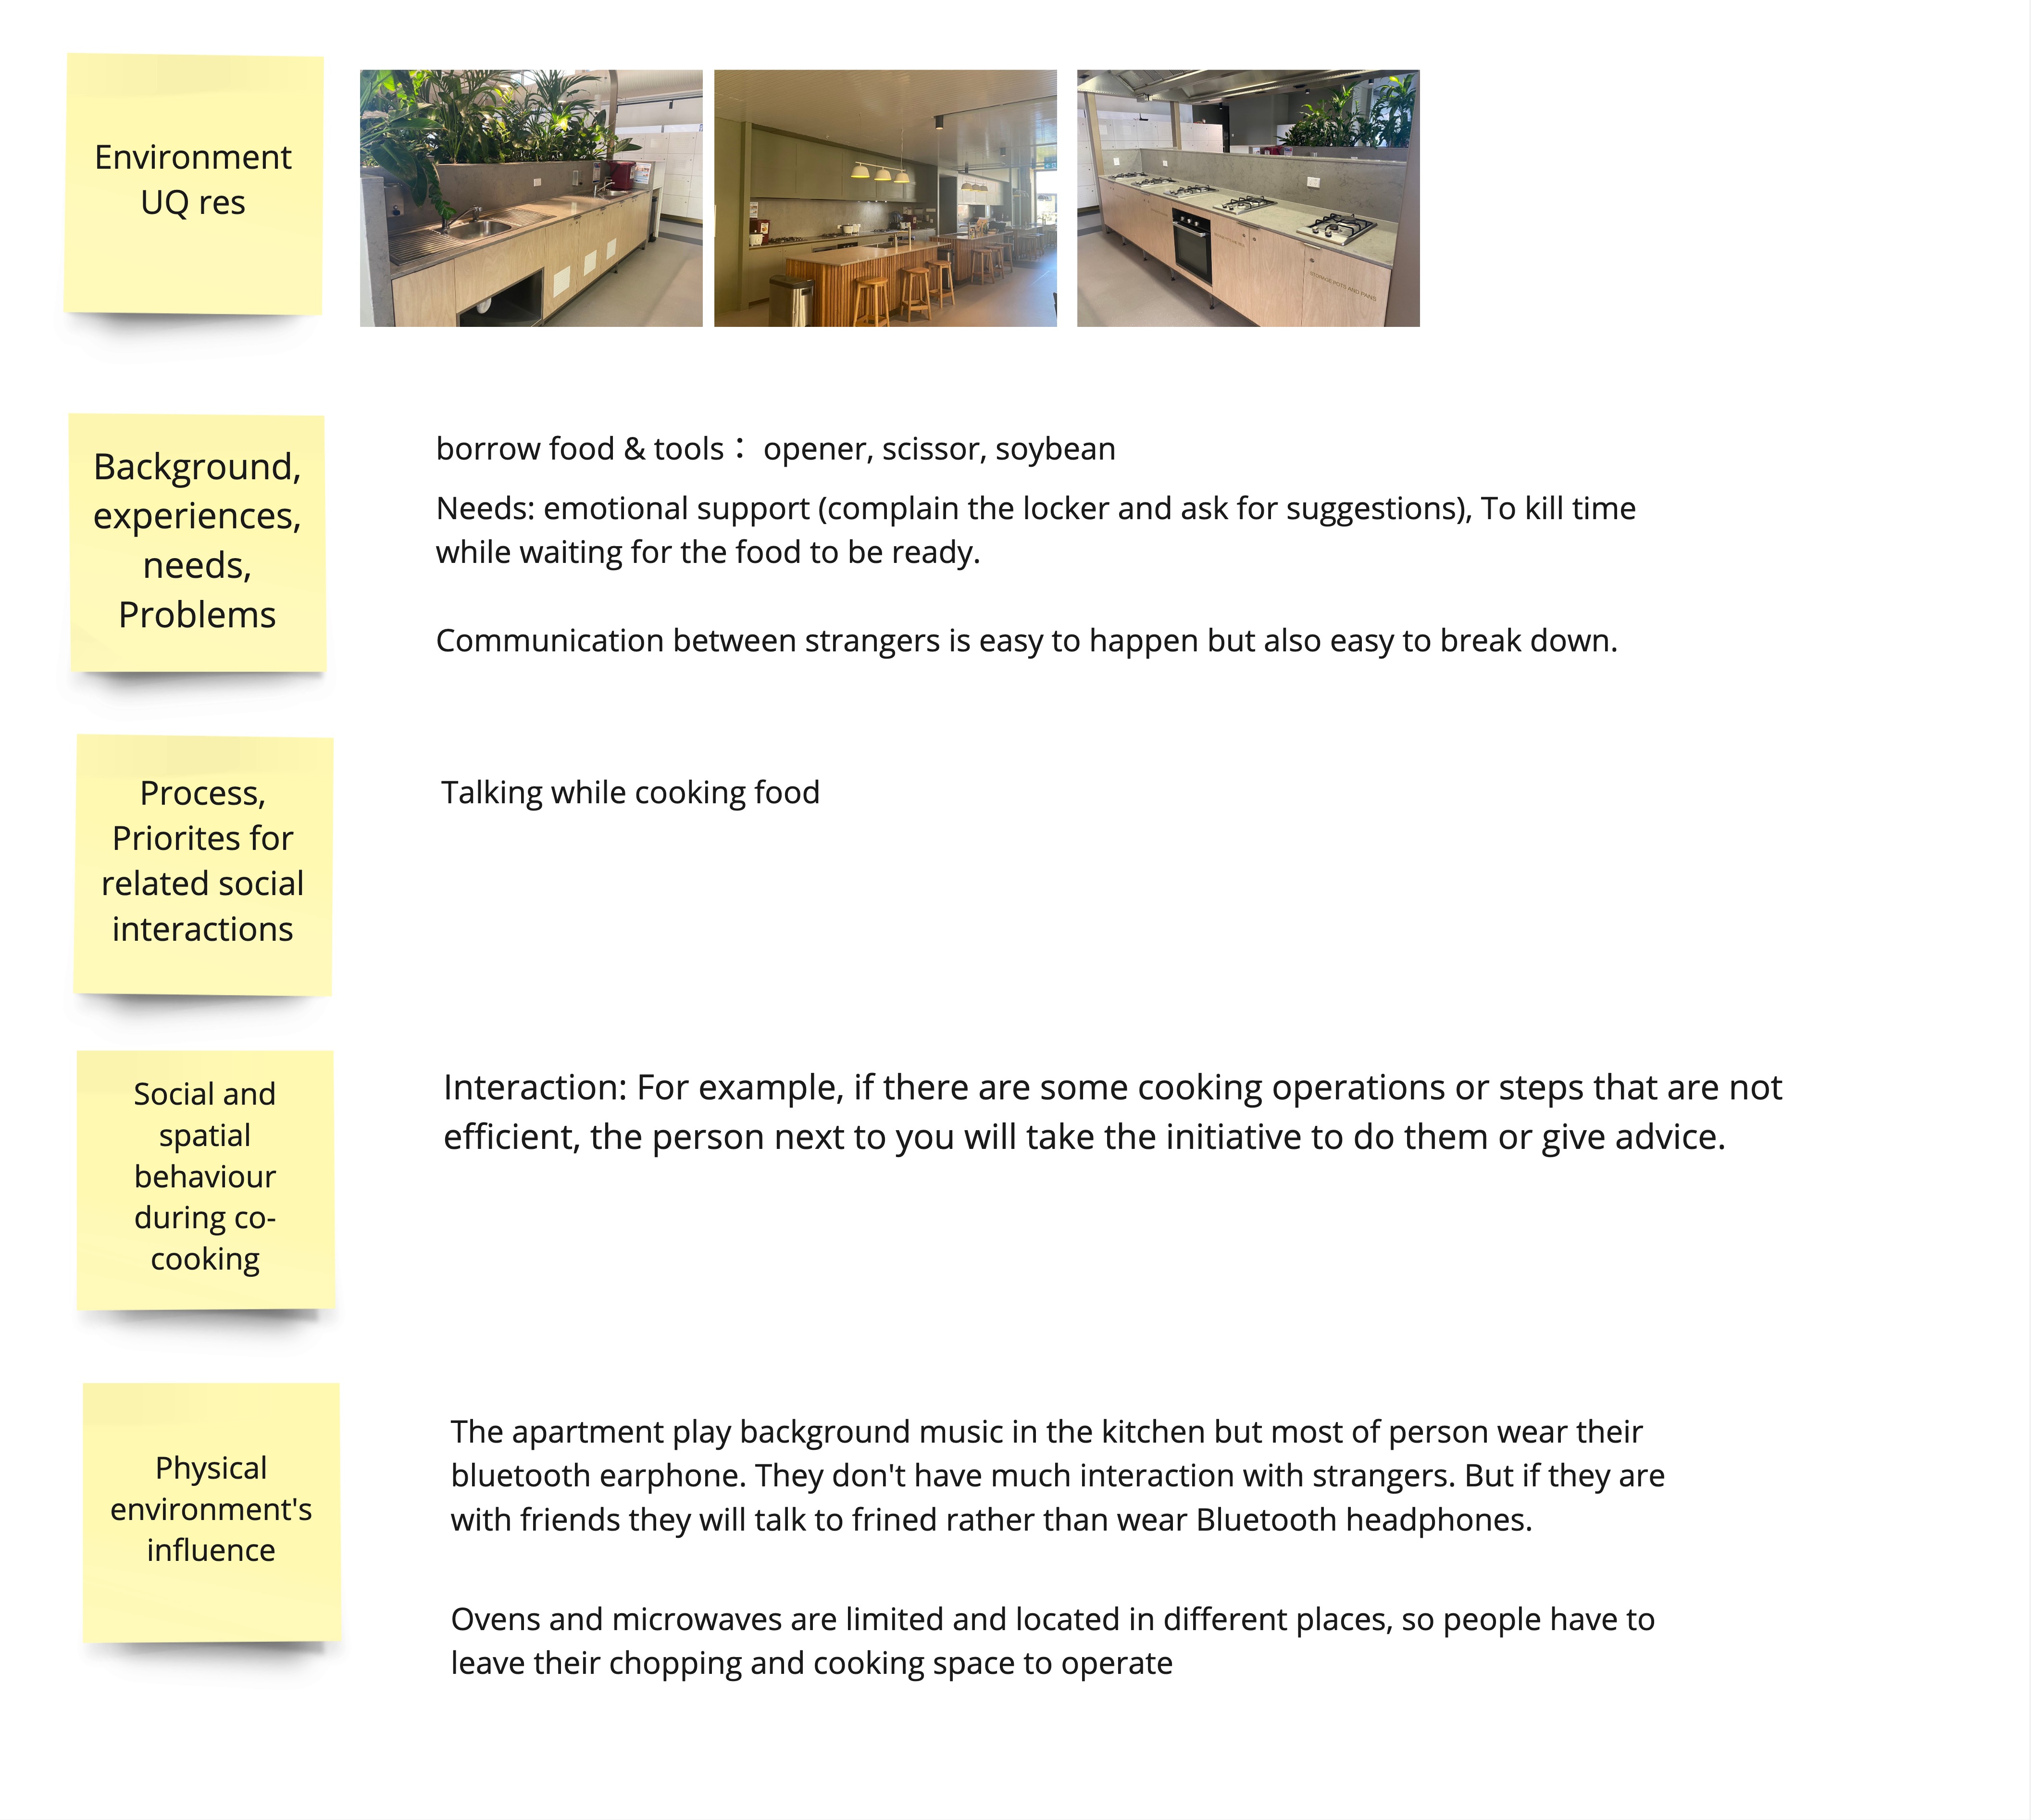 Environment
UQ res
STORAGE POTS AND PANS
Background,
experiences,
needs,
Problems
borrow food & tools： opener, scissor, soybean
Needs: emotional support (complain the locker and ask for suggestions), To kill time
while waiting for the food to be ready.
Communication between strangers is easy to happen but also easy to break down.
Process,
Priorites for
related social
interactions
Talking while cooking food
Social and
spatial
behaviour
during co-
cooking
Interaction: For example, if there are some cooking operations or steps that are not
efficient, the person next to you will take the initiative to do them or give advice.
Physical
environment's
influence
The apartment play background music in the kitchen but most of person wear their
bluetooth earphone. They don't have much interaction with strangers. But if they are
with friends they will talk to frined rather than wear Bluetooth headphones.
Ovens and microwaves are limited and located in different places, so people have to
leave their chopping and cooking space to operate